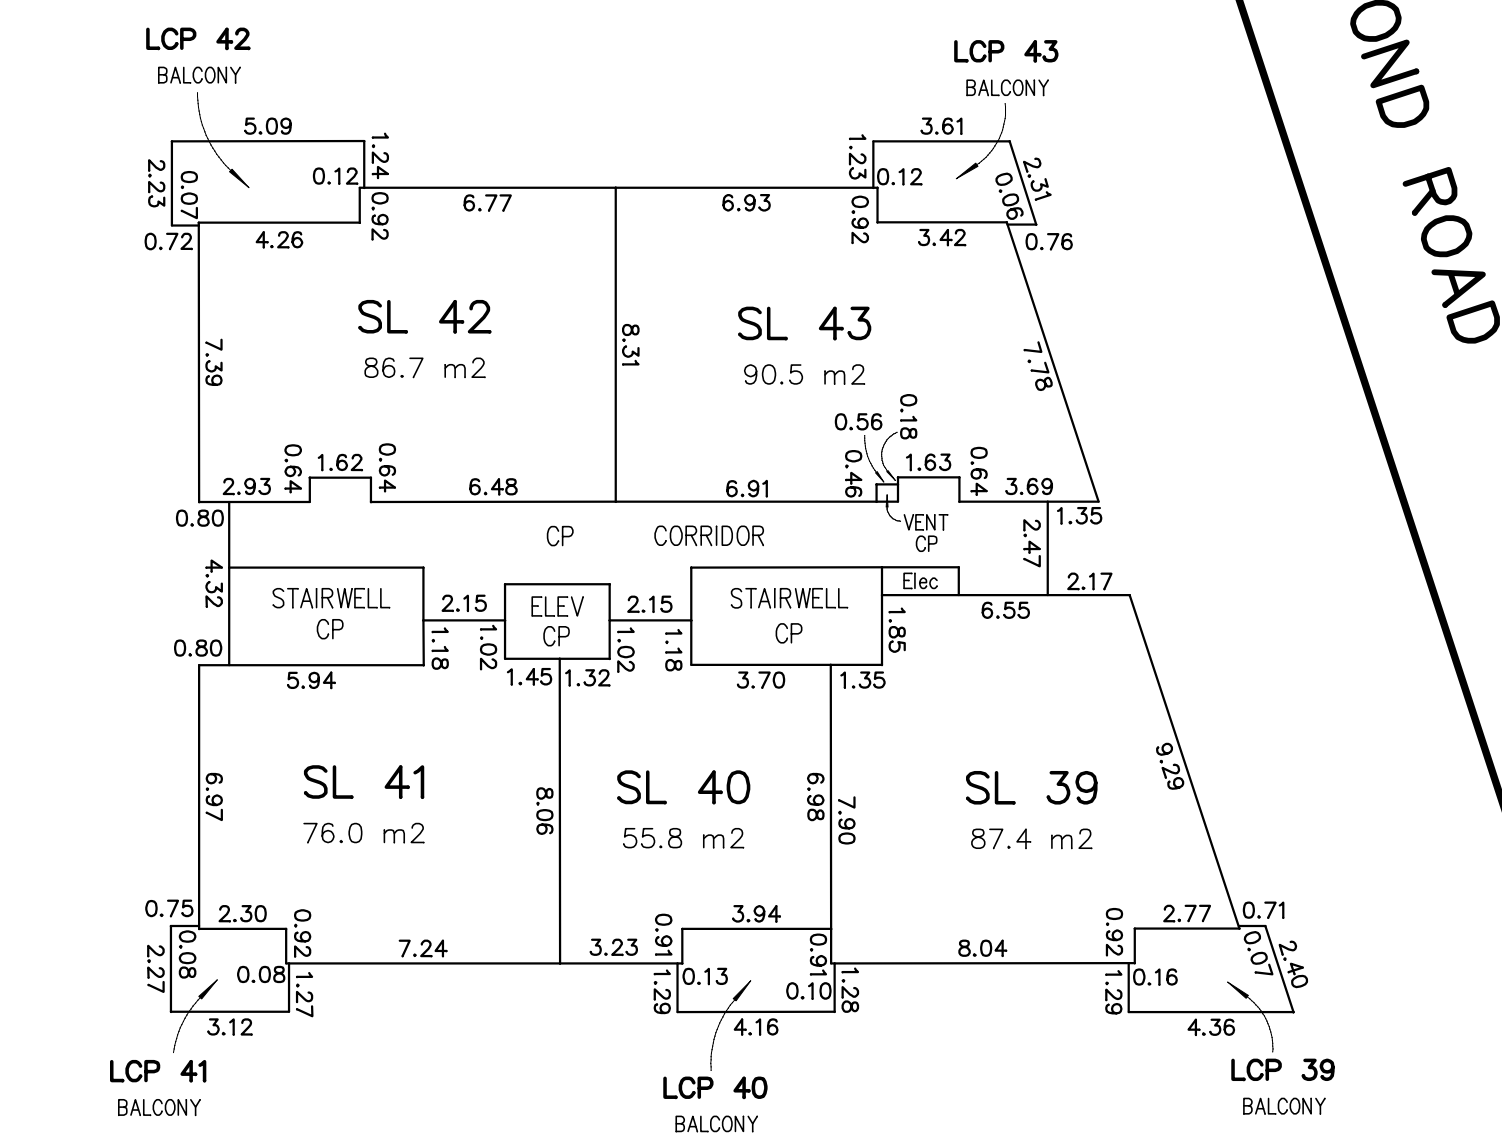 LCP 42
BALCONY
LCP 43
BALCONY
OND ROAD
5.09
1.24
2.23
0.07
0.12
0.72
4.26
0.92
6.77
3.61
1.23
0.12
2.31
0.06
6.93
0.92
3.42
0.76
SL 42
86.7 m2
SL 43
90.5 m2
7.39
8.31
7.78
0.56
0.18
2.93
0.64
1.62
0.64
6.48
6.91
0.46
1.63
0.64
3.69
0.80
CP CORRIDOR
VENT
CP
2.47
1.35
4.32
STAIRWELL
CP
2.15
ELEV
CP
2.15
STAIRWELL
CP
Elec
6.55
2.17
1.85
0.80
1.18
1.02
1.02
1.18
5.94
1.45
1.32
3.70
1.35
SL 41
76.0 m2
SL 40
55.8 m2
SL 39
87.4 m2
6.97
8.06
6.98
7.90
9.29
0.75
2.30
0.92
0.08
2.27
0.08
7.24
1.27
3.12
3.23
0.91
3.94
0.91
1.29
0.13
0.10
1.28
4.16
8.04
0.92
2.77
0.71
0.07
2.40
1.29
0.16
4.36
LCP 41
BALCONY
LCP 40
BALCONY
LCP 39
BALCONY